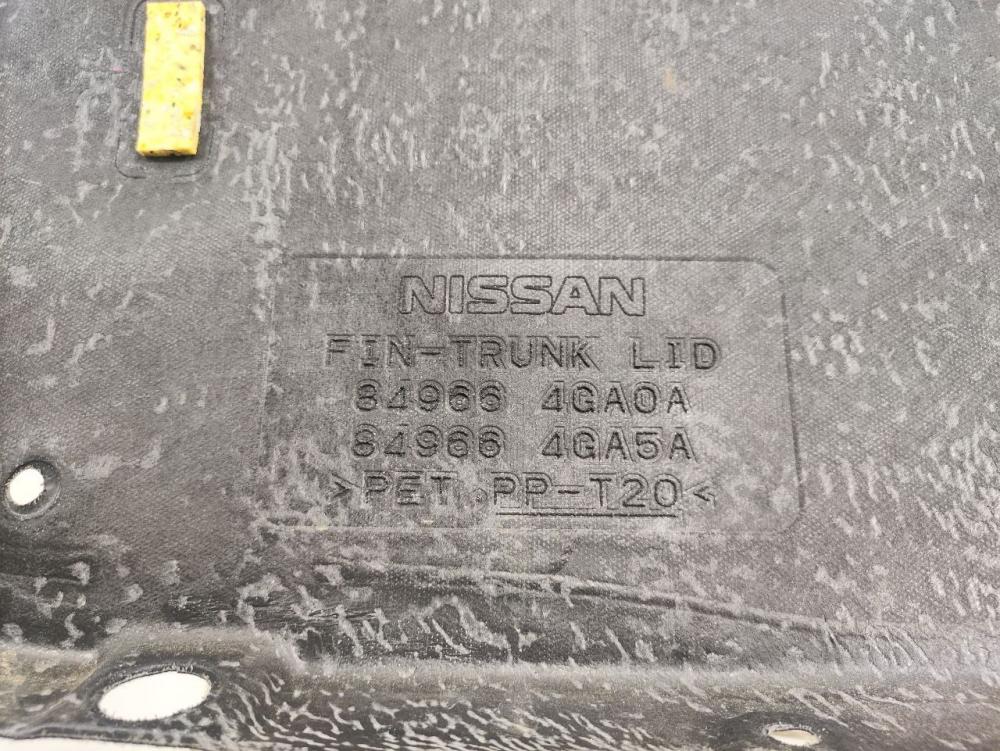 NISSAN
FIN-TRUNK LID
84966 4GA0A
84966 4GA5A
>PET PP-T20<